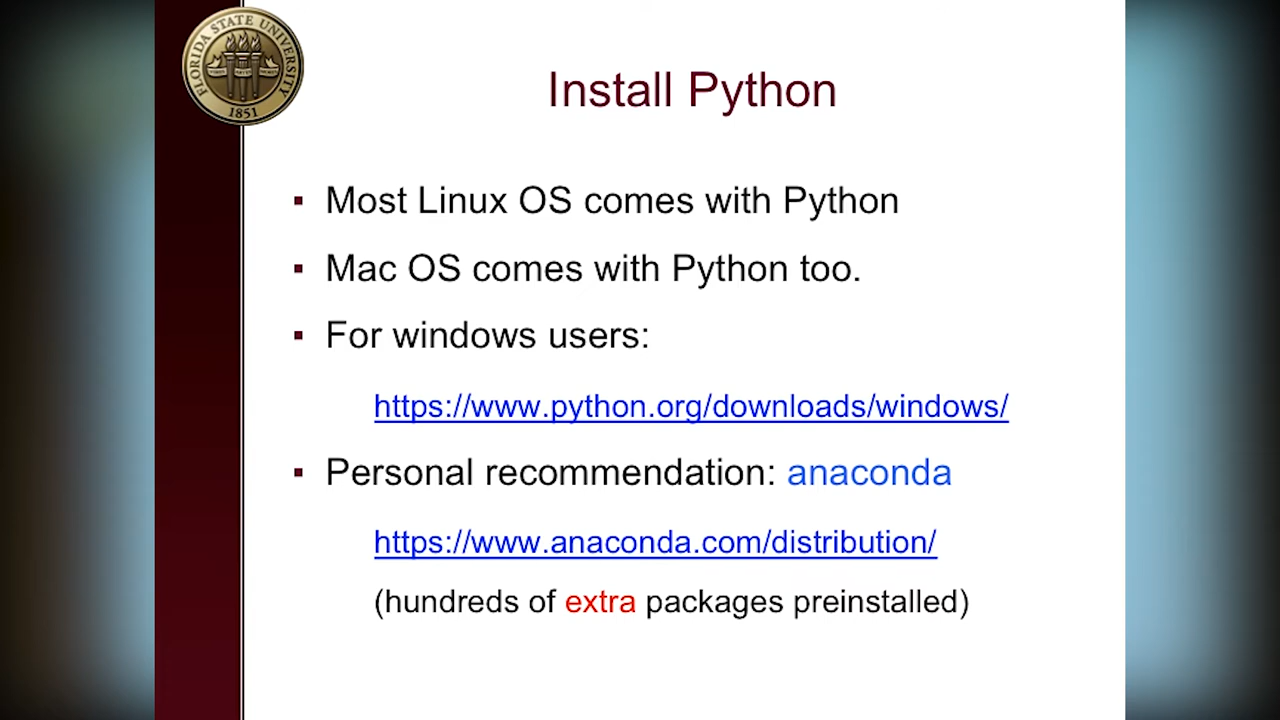 FLORIDA STATE UNIVERSITY
1851
Install Python
▪ Most Linux OS comes with Python
▪ Mac OS comes with Python too.
▪ For windows users:
https://www.python.org/downloads/windows/
▪ Personal recommendation: anaconda
https://www.anaconda.com/distribution/
(hundreds of extra packages preinstalled)